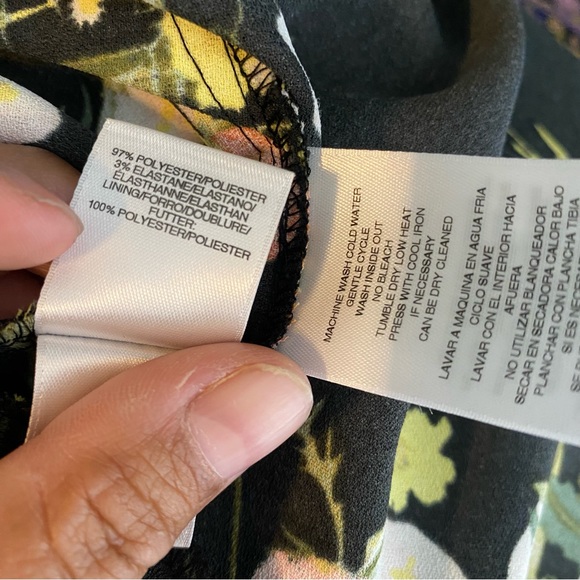 97% POLYESTER/POLIESTER
3% ELASTANE/ELASTANO/
ÉLASTHANNE/ELASTHAN
LINING/FORRO/DOUBLURE/
FUTTER:
100% POLYESTER/POLIESTER
MACHINE WASH COLD WATER
GENTLE CYCLE
WASH INSIDE OUT
NO BLEACH
TUMBLE DRY LOW HEAT
PRESS WITH COOL IRON
IF NECESSARY
CAN BE DRY CLEANED
LAVAR A MAQUINA EN AGUA FRIA
CICLO SUAVE
LAVAR CON EL INTERIOR HACIA
AFUERA
NO UTILIZAR BLANQUEADOR
SECAR EN SECADORA CALOR BAJO
PLANCHAR CON PLANCHA TIBIA
SI ES
SE